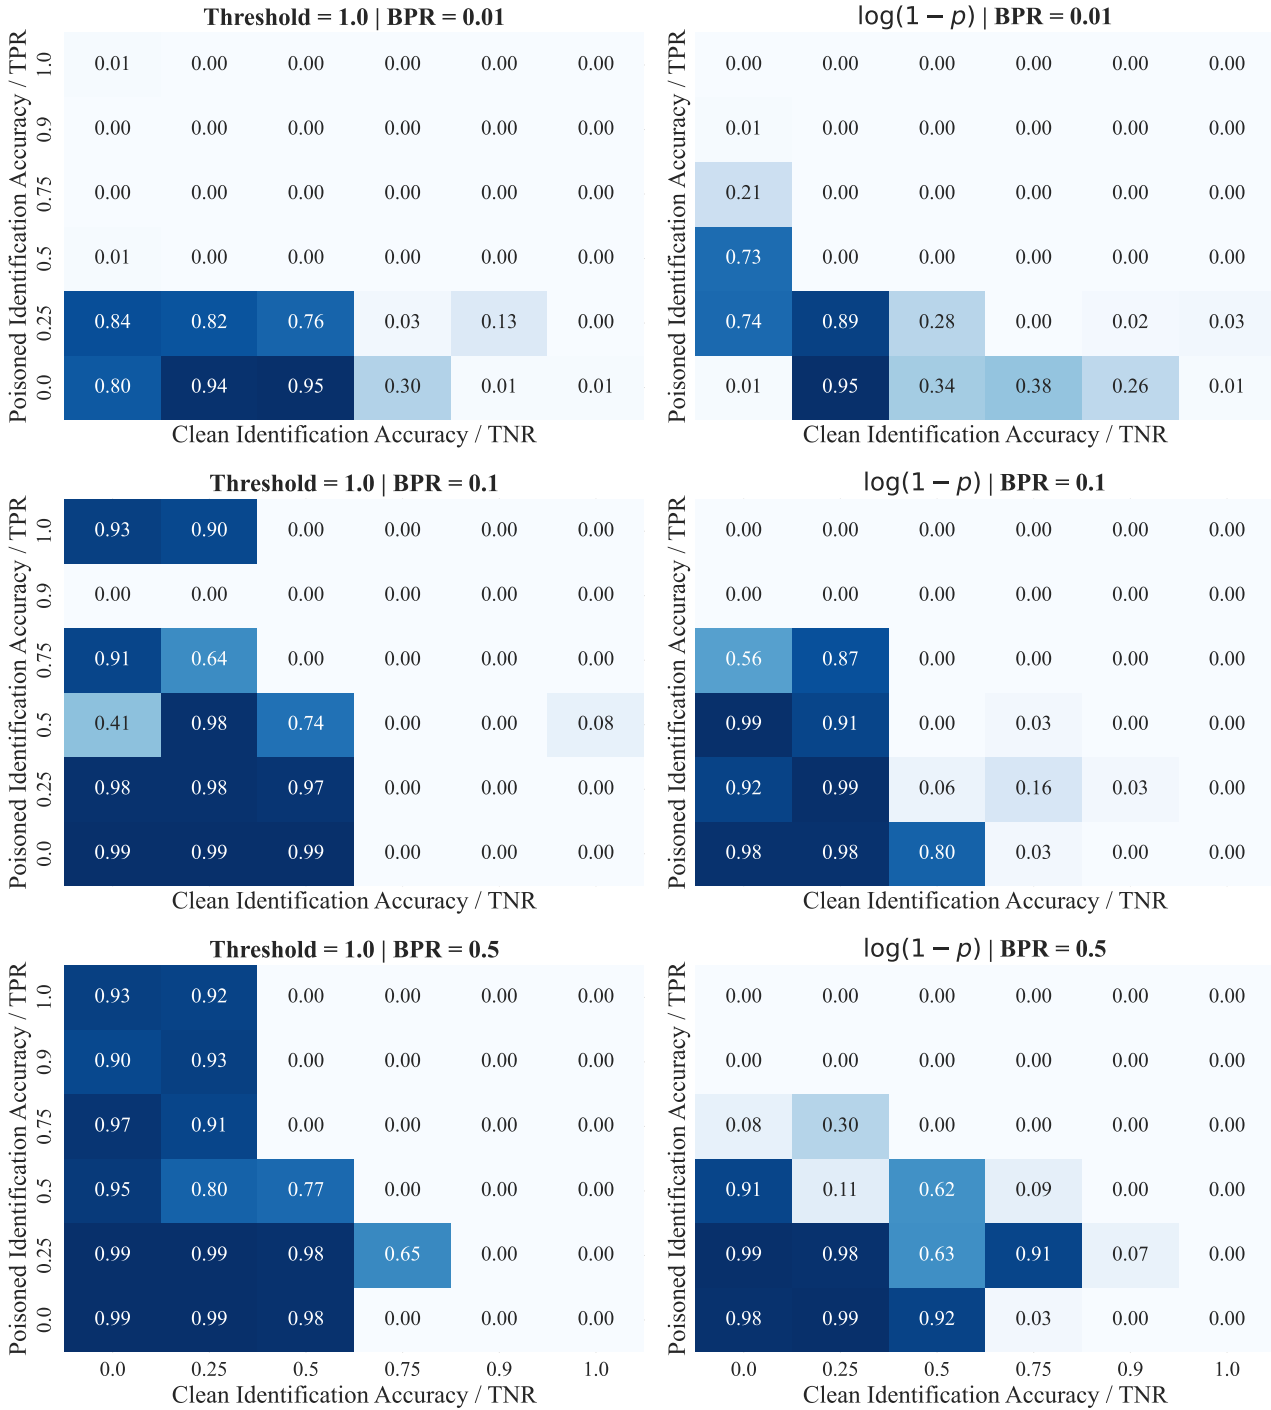 Threshold = 1.0 | BPR = 0.01
Poisoned Identification Accuracy / TPR
1.0 0.01 0.00 0.00 0.00 0.00 0.00
0.9 0.00 0.00 0.00 0.00 0.00 0.00
0.75 0.00 0.00 0.00 0.00 0.00 0.00
0.5 0.01 0.00 0.00 0.00 0.00 0.00
0.25 0.84 0.82 0.76 0.03 0.13 0.00
0.0 0.80 0.94 0.95 0.30 0.01 0.01
Clean Identification Accuracy / TNR
log(1 − p) | BPR = 0.01
Poisoned Identification Accuracy / TPR
0.00 0.00 0.00 0.00 0.00 0.00
0.01 0.00 0.00 0.00 0.00 0.00
0.21 0.00 0.00 0.00 0.00 0.00
0.73 0.00 0.00 0.00 0.00 0.00
0.74 0.89 0.28 0.00 0.02 0.03
0.01 0.95 0.34 0.38 0.26 0.01
Clean Identification Accuracy / TNR
Threshold = 1.0 | BPR = 0.1
Poisoned Identification Accuracy / TPR
1.0 0.93 0.90 0.00 0.00 0.00 0.00
0.9 0.00 0.00 0.00 0.00 0.00 0.00
0.75 0.91 0.64 0.00 0.00 0.00 0.00
0.5 0.41 0.98 0.74 0.00 0.00 0.08
0.25 0.98 0.98 0.97 0.00 0.00 0.00
0.0 0.99 0.99 0.99 0.00 0.00 0.00
Clean Identification Accuracy / TNR
log(1 − p) | BPR = 0.1
Poisoned Identification Accuracy / TPR
0.00 0.00 0.00 0.00 0.00 0.00
0.00 0.00 0.00 0.00 0.00 0.00
0.56 0.87 0.00 0.00 0.00 0.00
0.99 0.91 0.00 0.03 0.00 0.00
0.92 0.99 0.06 0.16 0.03 0.00
0.98 0.98 0.80 0.03 0.00 0.00
Clean Identification Accuracy / TNR
Threshold = 1.0 | BPR = 0.5
Poisoned Identification Accuracy / TPR
1.0 0.93 0.92 0.00 0.00 0.00 0.00
0.9 0.90 0.93 0.00 0.00 0.00 0.00
0.75 0.97 0.91 0.00 0.00 0.00 0.00
0.5 0.95 0.80 0.77 0.00 0.00 0.00
0.25 0.99 0.99 0.98 0.65 0.00 0.00
0.0 0.99 0.99 0.98 0.00 0.00 0.00
0.0 0.25 0.5 0.75 0.9 1.0
Clean Identification Accuracy / TNR
log(1 − p) | BPR = 0.5
Poisoned Identification Accuracy / TPR
0.00 0.00 0.00 0.00 0.00 0.00
0.00 0.00 0.00 0.00 0.00 0.00
0.08 0.30 0.00 0.00 0.00 0.00
0.91 0.11 0.62 0.09 0.00 0.00
0.99 0.98 0.63 0.91 0.07 0.00
0.98 0.99 0.92 0.03 0.00 0.00
0.0 0.25 0.5 0.75 0.9 1.0
Clean Identification Accuracy / TNR